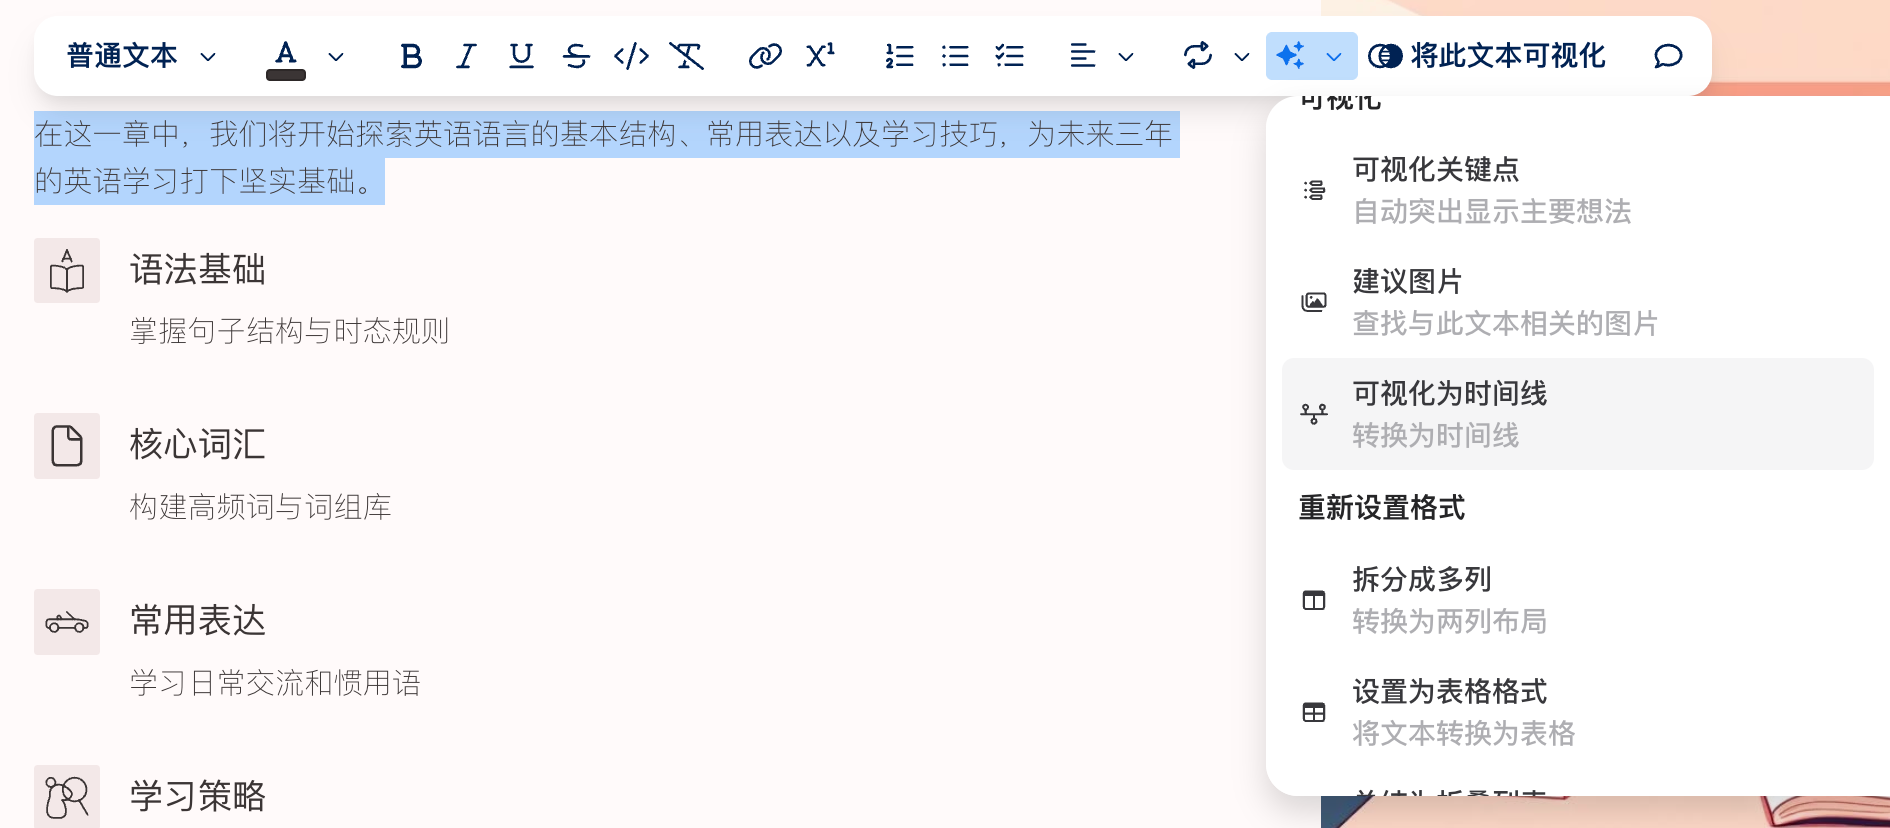 普通文本
A
B I U S </> T
X¹
将此文本可视化
可视化
在这一章中，我们将开始探索英语语言的基本结构、常用表达以及学习技巧，为未来三年
的英语学习打下坚实基础。
语法基础
掌握句子结构与时态规则
核心词汇
构建高频词与词组库
常用表达
学习日常交流和惯用语
学习策略
可视化关键点
自动突出显示主要想法
建议图片
查找与此文本相关的图片
可视化为时间线
转换为时间线
重新设置格式
拆分成多列
转换为两列布局
设置为表格格式
将文本转换为表格